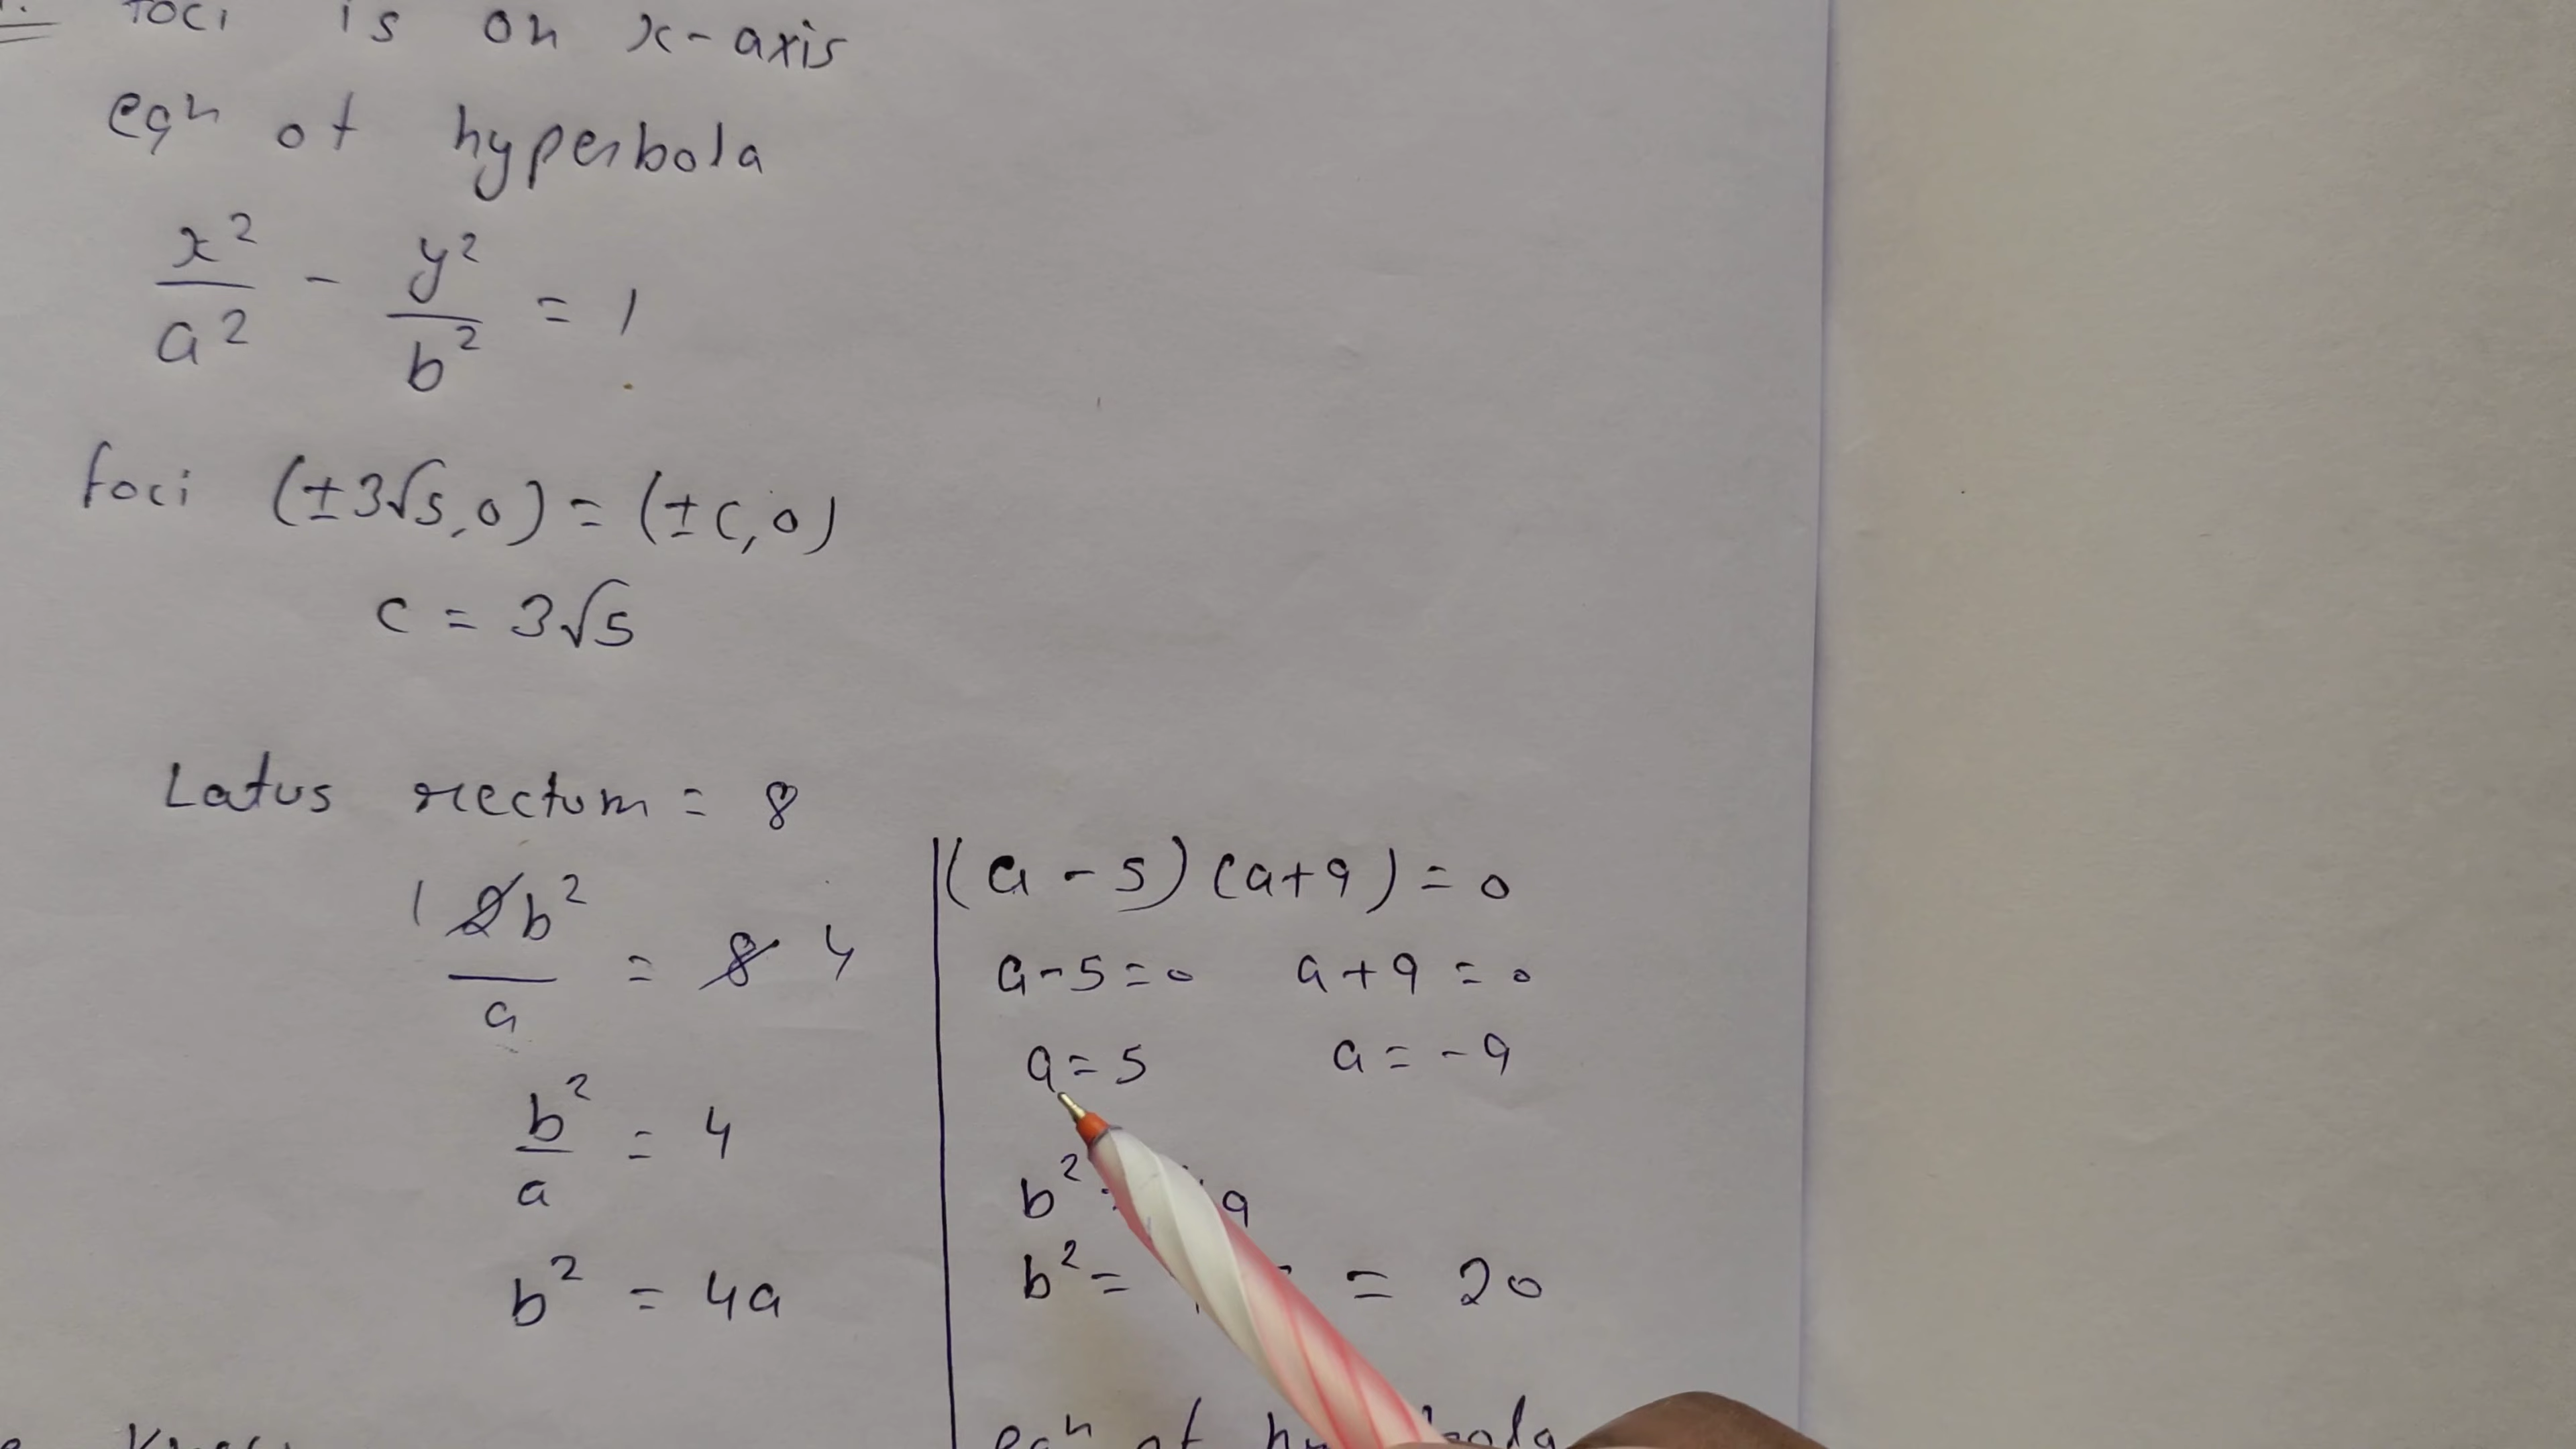 foci is on x-axis
eqn of hyperbola
x²/a² - y²/b² = 1
foci (±3√5,0) = (±c,0)
c = 3√5
Latus rectum = 8
1 2b²/a = 8 4
b²/a = 4
b² = 4a
(a-5)(a+9) = 0
a-5=0 a+9=0
a=5 a=-9
b² a
b² = = 20
eqn of